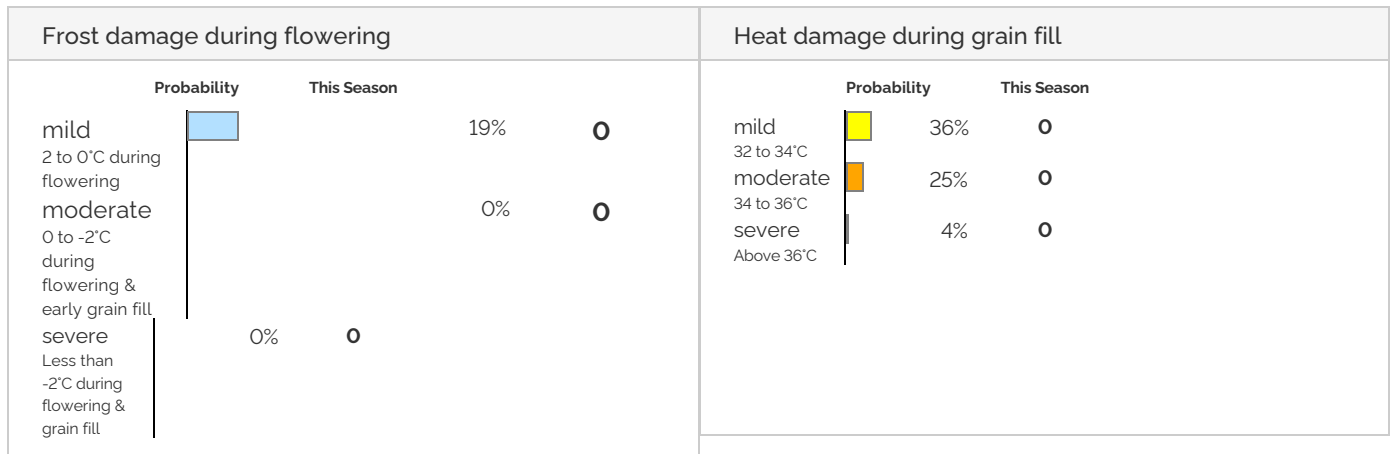 Frost damage during flowering
Probability This Season
mild 19% 0
2 to 0°C during
flowering
moderate 0% 0
0 to -2°C
during
flowering &
early grain fill
severe 0% 0
Less than
-2°C during
flowering &
grain fill
Heat damage during grain fill
Probability This Season
mild 36% 0
32 to 34°C
moderate 25% 0
34 to 36°C
severe 4% 0
Above 36°C